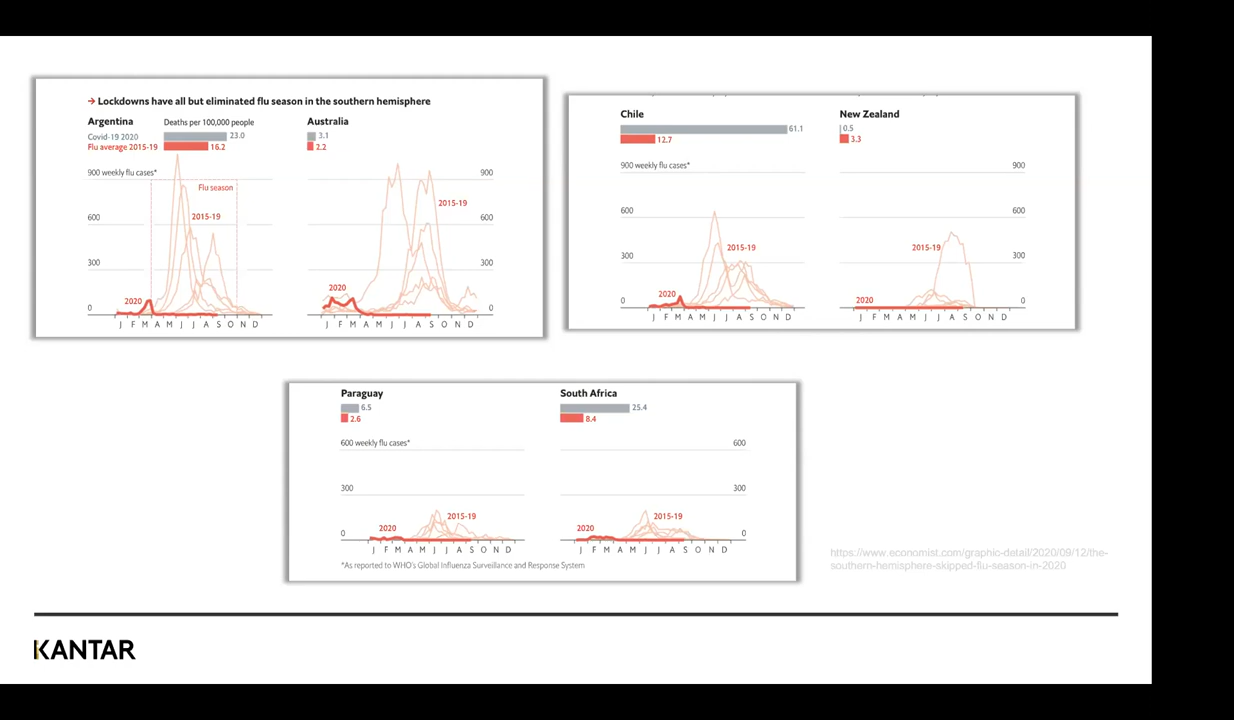 → Lockdowns have all but eliminated flu season in the southern hemisphere
Argentina Deaths per 100,000 people
Covid-19 2020 23.0
Flu average 2015-19 16.2
900 weekly flu cases*
Flu season
2015-19
600
300
2020
0
J F M A M J J A S O N D
Australia
3.1
2.2
900
2015-19
600
300
2020
0
J F M A M J J A S O N D
Chile
61.1
12.7
900 weekly flu cases*
600
2015-19
300
2020
0
J F M A M J J A S O N D
New Zealand
0.5
3.3
900
600
2015-19
300
2020
0
J F M A M J J A S O N D
Paraguay
6.5
2.6
600 weekly flu cases*
300
2015-19
2020
0
J F M A M J J A S O N D
*As reported to WHO's Global Influenza Surveillance and Response System
South Africa
25.4
8.4
600
300
2015-19
2020
0
J F M A M J J A S O N D
https://www.economist.com/graphic-detail/2020/09/12/the-
southern-hemisphere-skipped-flu-season-in-2020
KANTAR